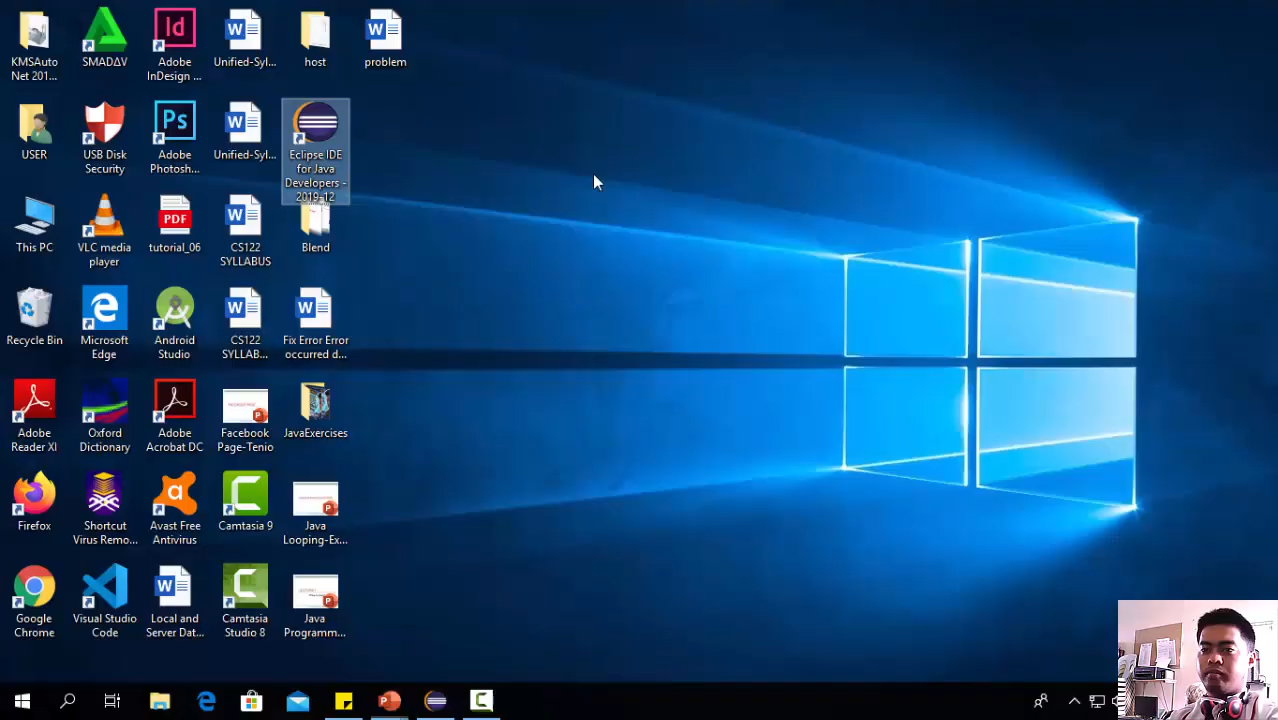 KMSAuto
Net 201...
SMADΔV
Adobe
InDesign ...
Unified-Syl...
host
problem
USER
USB Disk
Security
Adobe
Photosh...
Unified-Syl...
Eclipse IDE
for Java
Developers -
2019-12
This PC
VLC media
player
tutorial_06
CS122
SYLLABUS
Blend
Recycle Bin
Microsoft
Edge
Android
Studio
CS122
SYLLAB...
Fix Error Error
occurred d...
Adobe
Reader XI
Oxford
Dictionary
Adobe
Acrobat DC
Facebook
Page-Tenio
JavaExercises
Firefox
Shortcut
Virus Remo...
Avast Free
Antivirus
Camtasia 9
Java
Looping-Ex...
Google
Chrome
Visual Studio
Code
Local and
Server Dat...
Camtasia
Studio 8
Java
Programm...
Id
Ps
PDF